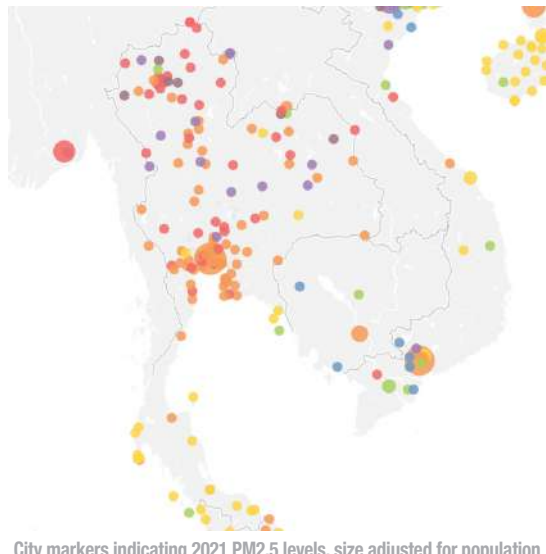 City markers indicating 2021 PM2.5 levels, size adjusted for population